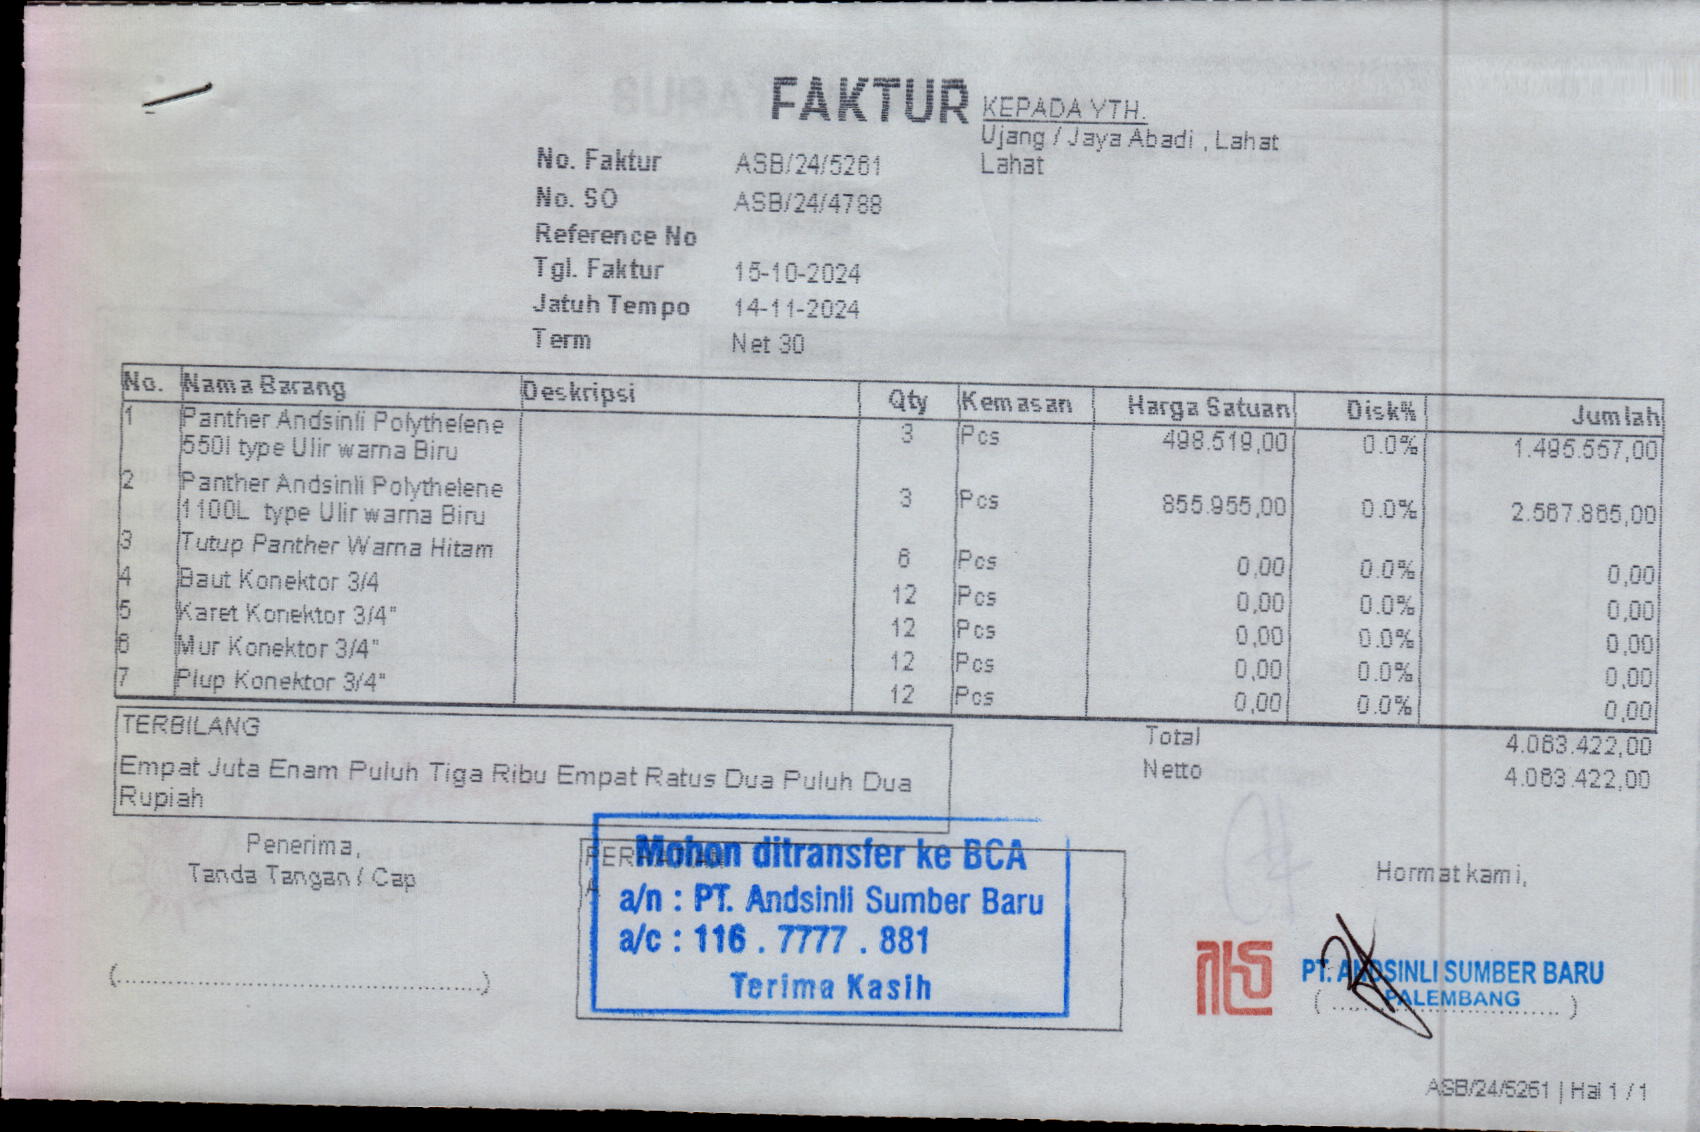 FAKTUR
KEPADA YTH.
Ujang / Jaya Abadi , Lahat
Lahat
No. Faktur ASB/24/5261
No. SO ASB/24/4788
Reference No
Tgl. Faktur 15-10-2024
Jatuh Tempo 14-11-2024
Term Net 30
No. Nama Barang Deskripsi Qty Kemasan Harga Satuan Disk% Jumlah
1 Panther Andsinli Polythelene 3 Pcs 498.519,00 0.0% 1.495.557,00
550l type Ulir warna Biru
2 Panther Andsinli Polythelene 3 Pcs 855.955,00 0.0% 2.567.865,00
1100L type Ulir warna Biru
3 Tutup Panther Warna Hitam 6 Pcs 0,00 0.0% 0,00
4 Baut Konektor 3/4 12 Pcs 0,00 0.0% 0,00
5 Karet Konektor 3/4" 12 Pcs 0,00 0.0% 0,00
6 Mur Konektor 3/4" 12 Pcs 0,00 0.0% 0,00
7 Plup Konektor 3/4" 12 Pcs 0,00 0.0% 0,00
TERBILANG
Empat Juta Enam Puluh Tiga Ribu Empat Ratus Dua Puluh Dua
Rupiah
Total 4.063.422,00
Netto 4.063.422,00
Penerima,
Tanda Tangan / Cap
(..................................................)
Mohon ditransfer ke BCA
a/n : PT. Andsinli Sumber Baru
a/c : 116 . 7777 . 881
Terima Kasih
Hormat kami,
PT. ANDSINLI SUMBER BARU
PALEMBANG
ASB/24/5261 | Hal 1 / 1